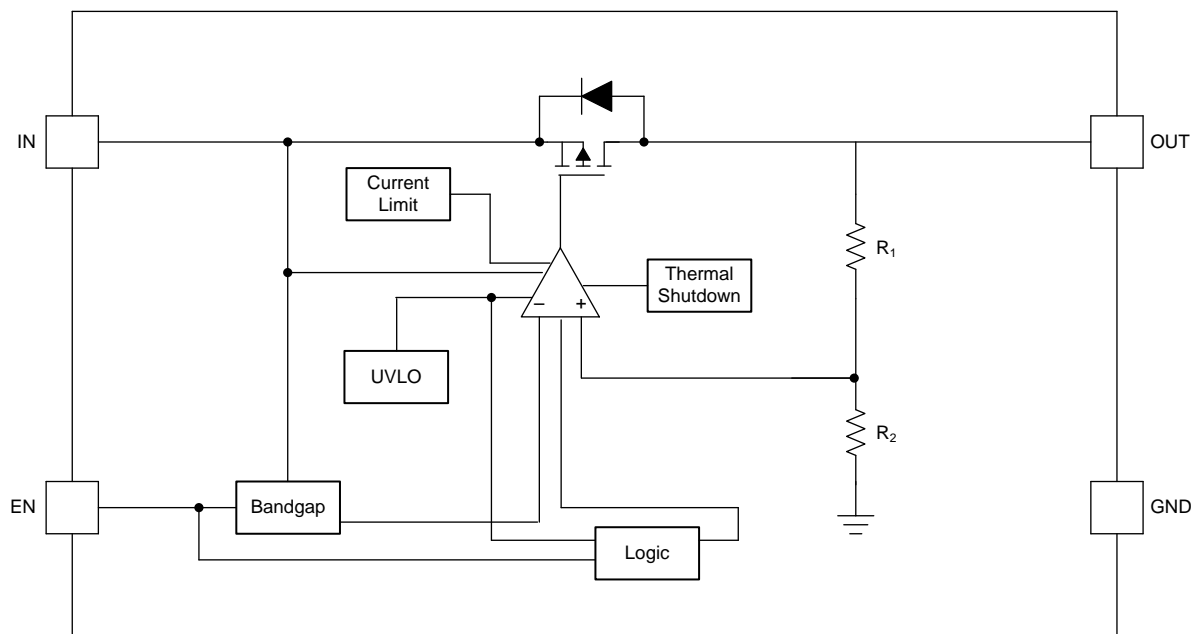 IN
OUT
Current
Limit
R1
Thermal
Shutdown
−
+
UVLO
R2
EN
Bandgap
GND
Logic